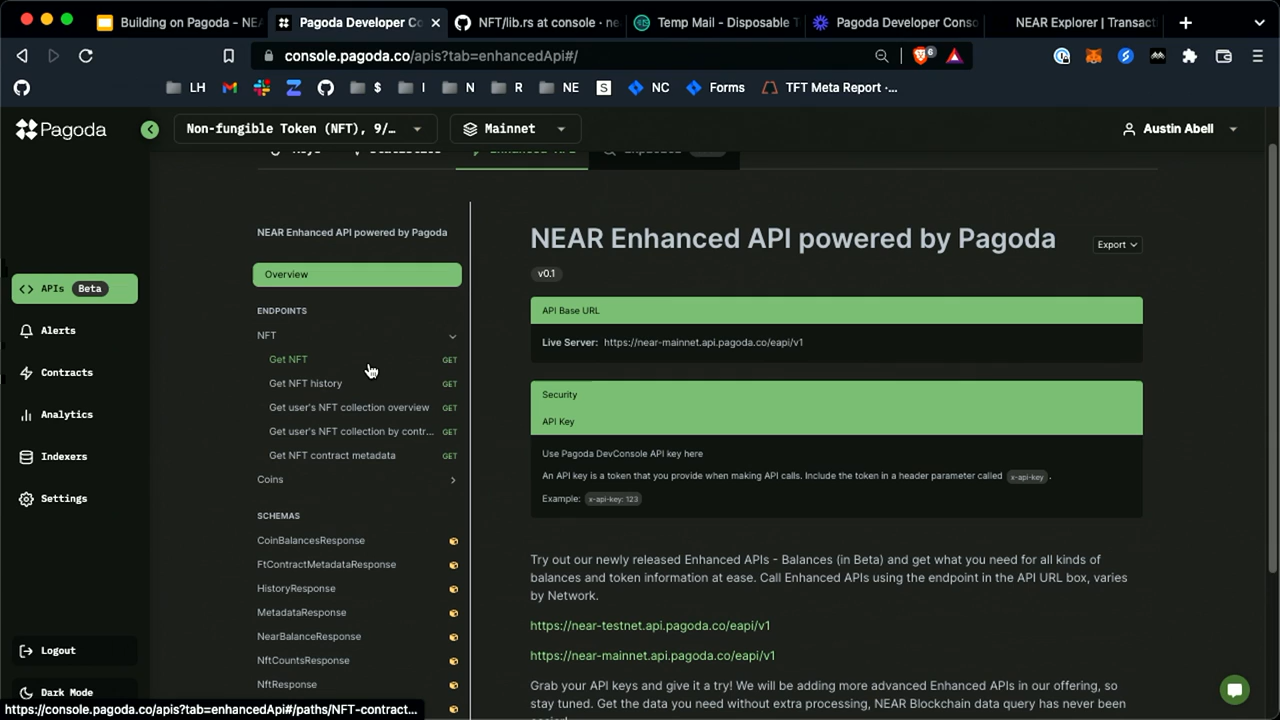 Building on Pagoda - NEA
Pagoda Developer Co
NFT/lib.rs at console · ne
Temp Mail - Disposable T
Pagoda Developer Conso
NEAR Explorer | Transact
console.pagoda.co/apis?tab=enhancedApi#/
6
LH
$
I
N
R
NE
S
NC
Forms
TFT Meta Report -...
Pagoda
Non-fungible Token (NFT), 9/...
Mainnet
Austin Abell
APIs Beta
Alerts
Contracts
Analytics
Indexers
Settings
Logout
Dark Mode
NEAR Enhanced API powered by Pagoda
Overview
ENDPOINTS
NFT
Get NFT GET
Get NFT history GET
Get user's NFT collection overview GET
Get user's NFT collection by contr... GET
Get NFT contract metadata GET
Coins
SCHEMAS
CoinBalancesResponse
FtContractMetadataResponse
HistoryResponse
MetadataResponse
NearBalanceResponse
NftCountsResponse
NftResponse
NEAR Enhanced API powered by Pagoda
Export
v0.1
API Base URL
Live Server: https://near-mainnet.api.pagoda.co/eapi/v1
Security
API Key
Use Pagoda DevConsole API key here
An API key is a token that you provide when making API calls. Include the token in a header parameter called x-api-key.
Example: x-api-key: 123
Try out our newly released Enhanced APIs - Balances (in Beta) and get what you need for all kinds of
balances and token information at ease. Call Enhanced APIs using the endpoint in the API URL box, varies
by Network.
https://near-testnet.api.pagoda.co/eapi/v1
https://near-mainnet.api.pagoda.co/eapi/v1
Grab your API keys and give it a try! We will be adding more advanced Enhanced APIs in our offering, so
stay tuned. Get the data you need without extra processing, NEAR Blockchain data query has never been
https://console.pagoda.co/apis?tab=enhancedApi#/paths/NFT-contract...